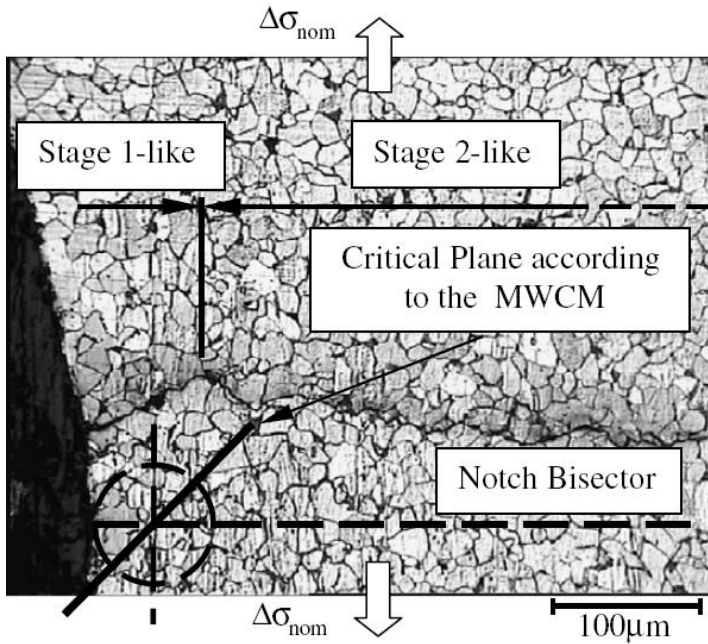 Δσnom
Stage 1-like
Stage 2-like
Critical Plane according
to the MWCM
Notch Bisector
Δσnom
100μm